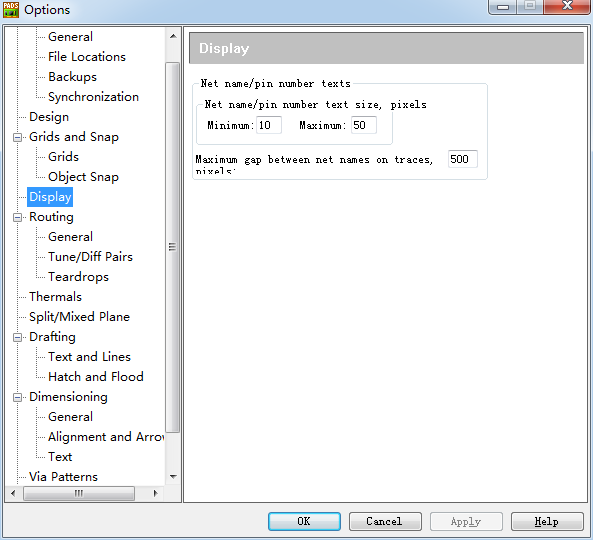 PADS
Options
General
File Locations
Backups
Synchronization
Design
Grids and Snap
Grids
Object Snap
Display
Routing
General
Tune/Diff Pairs
Teardrops
Thermals
Split/Mixed Plane
Drafting
Text and Lines
Hatch and Flood
Dimensioning
General
Alignment and Arrow
Text
Via Patterns
Display
Net name/pin number texts
Net name/pin number text size, pixels
Minimum: 10 Maximum: 50
Maximum gap between net names on traces, 500
pixels:
OK Cancel Apply Help